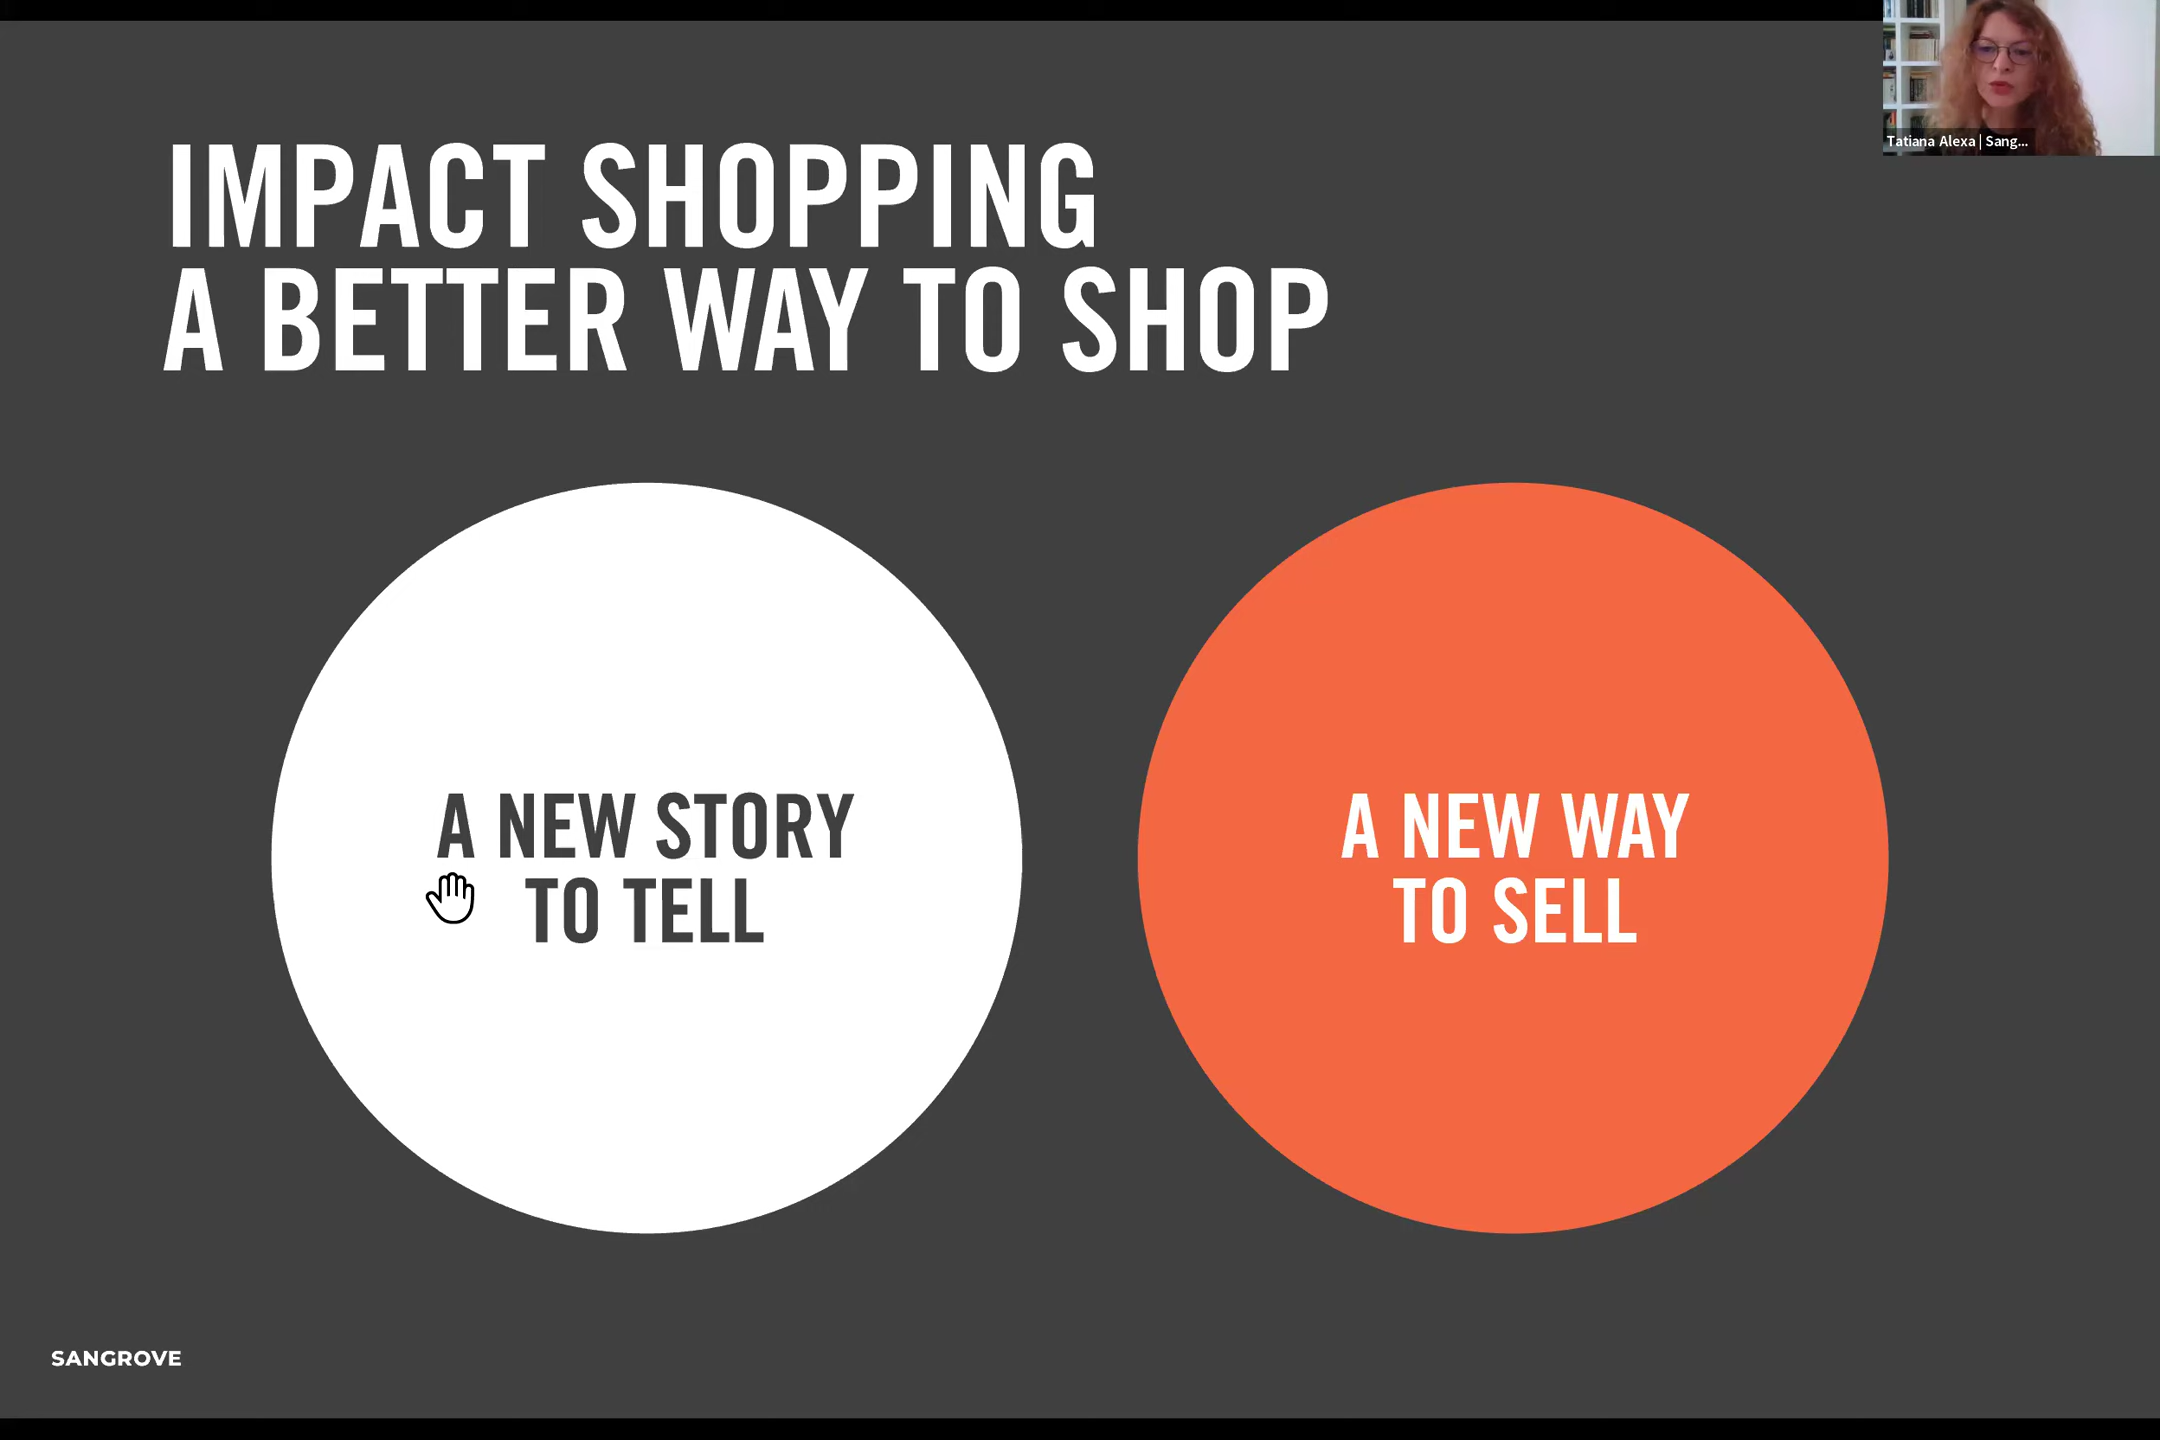 Tatiana Alexa | Sang...
IMPACT SHOPPING
A BETTER WAY TO SHOP
A NEW STORY
TO TELL
A NEW WAY
TO SELL
SANGROVE